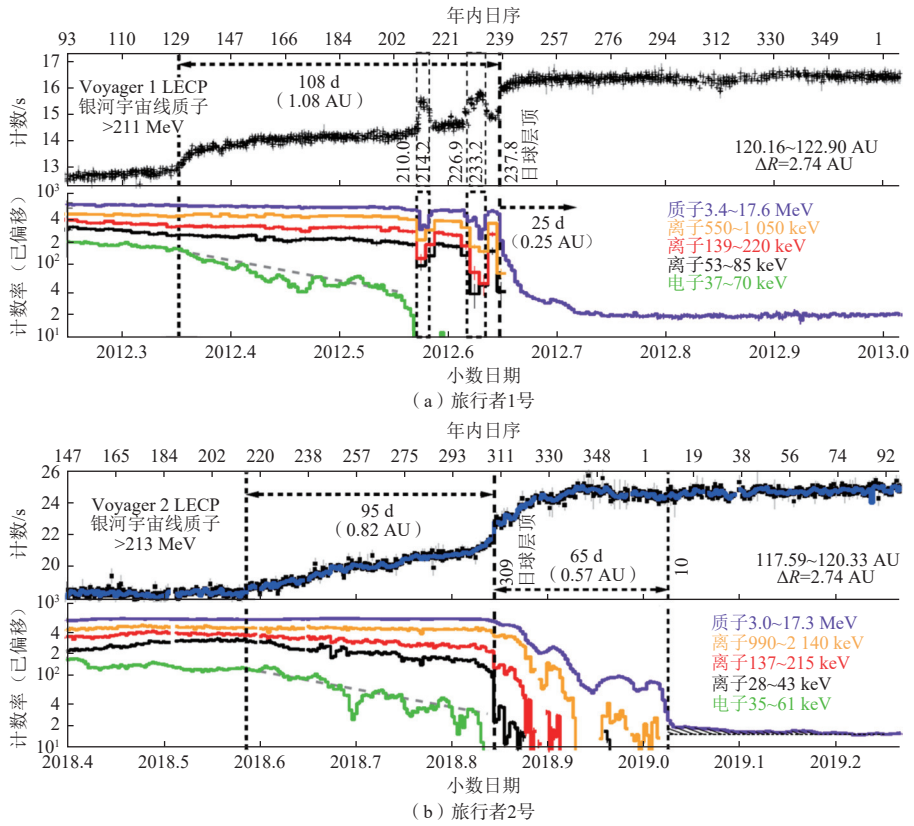 年内日序
93 110 129 147 166 184 202 221 239 257 276 294 312 330 349 1
17
16
15
14
13
计数/s
Voyager 1 LECP
银河宇宙线质子
>211 MeV
108 d
(1.08 AU)
210.0
214.2
226.9
233.2
237.8
日球层顶
120.16~122.90 AU
ΔR=2.74 AU
10³
4
2
10²
4
2
10¹
计数率（已偏移）
25 d
(0.25 AU)
质子3.4~17.6 MeV
离子550~1 050 keV
离子139~220 keV
离子53~85 keV
电子37~70 keV
2012.3 2012.4 2012.5 2012.6 2012.7 2012.8 2012.9 2013.0
小数日期
（a）旅行者1号
年内日序
147 165 184 202 220 238 257 275 293 311 330 348 1 19 38 56 74 92
26
24
22
20
18
计数/s
Voyager 2 LECP
银河宇宙线质子
>213 MeV
95 d
(0.82 AU)
309
日球层顶
65 d
(0.57 AU)
10
117.59~120.33 AU
ΔR=2.74 AU
10³
4
2
10²
4
2
10¹
计数率（已偏移）
质子3.0~17.3 MeV
离子990~2 140 keV
离子137~215 keV
离子28~43 keV
电子35~61 keV
2018.4 2018.5 2018.6 2018.7 2018.8 2018.9 2019.0 2019.1 2019.2
小数日期
（b）旅行者2号